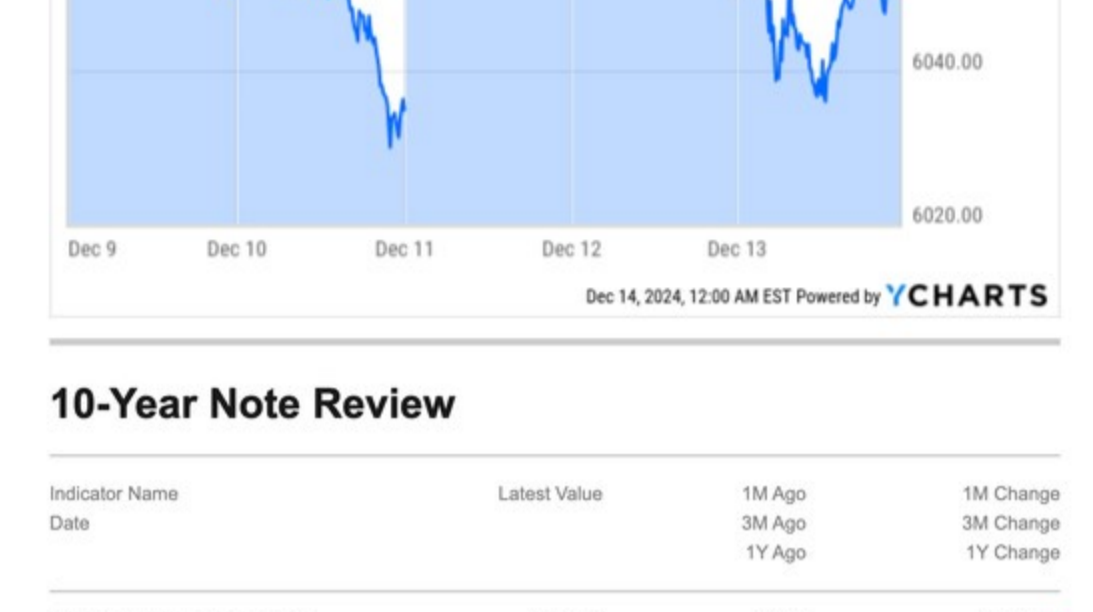 6040.00
6020.00
Dec 9 Dec 10 Dec 11 Dec 12 Dec 13
Dec 14, 2024, 12:00 AM EST Powered by YCHARTS
10-Year Note Review
Indicator Name Latest Value 1M Ago 1M Change
Date 3M Ago 3M Change
1Y Ago 1Y Change